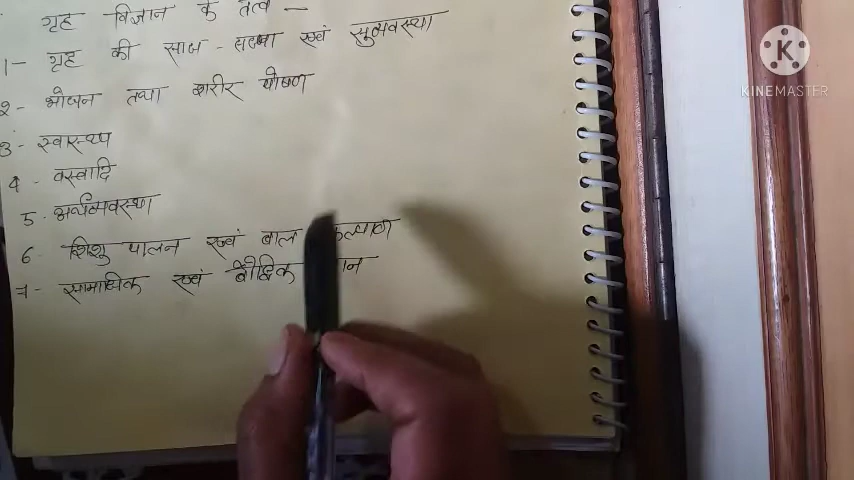 गृह विज्ञान के तत्व —
1- गृह की साज - सज्जा एवं सुव्यवस्था
2- भोजन तथा शरीर पोषण
3- स्वास्थ्य
4 - वस्त्रादि
5. अर्थव्यवस्था
6 - शिशु पालन एवं बाल कल्याण
7- सामाजिक एवं बौद्धिक
KINEMASTER